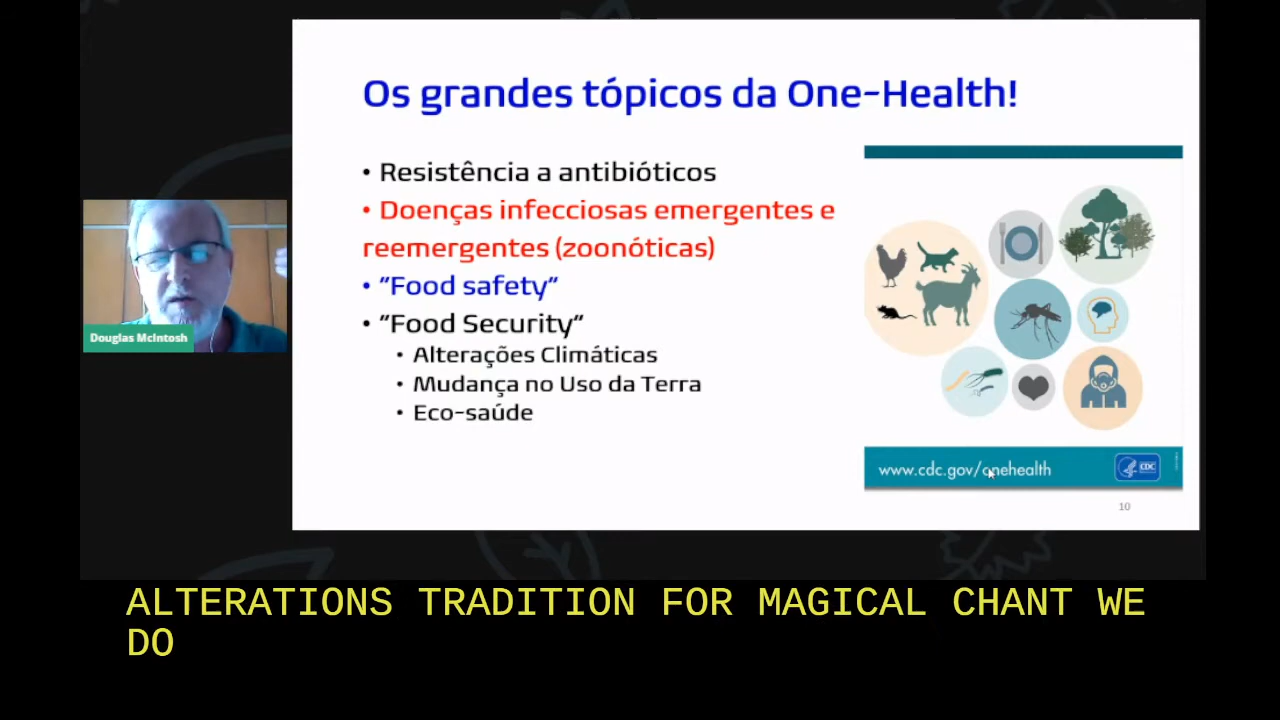 Os grandes tópicos da One-Health!
• Resistência a antibióticos
• Doenças infecciosas emergentes e
reemergentes (zoonóticas)
• ”Food safety”
• ”Food Security”
• Alterações Climáticas
• Mudança no Uso da Terra
• Eco-saúde
Douglas McIntosh
www.cdc.gov/onehealth
CDC
10
ALTERATIONS TRADITION FOR MAGICAL CHANT WE
DO